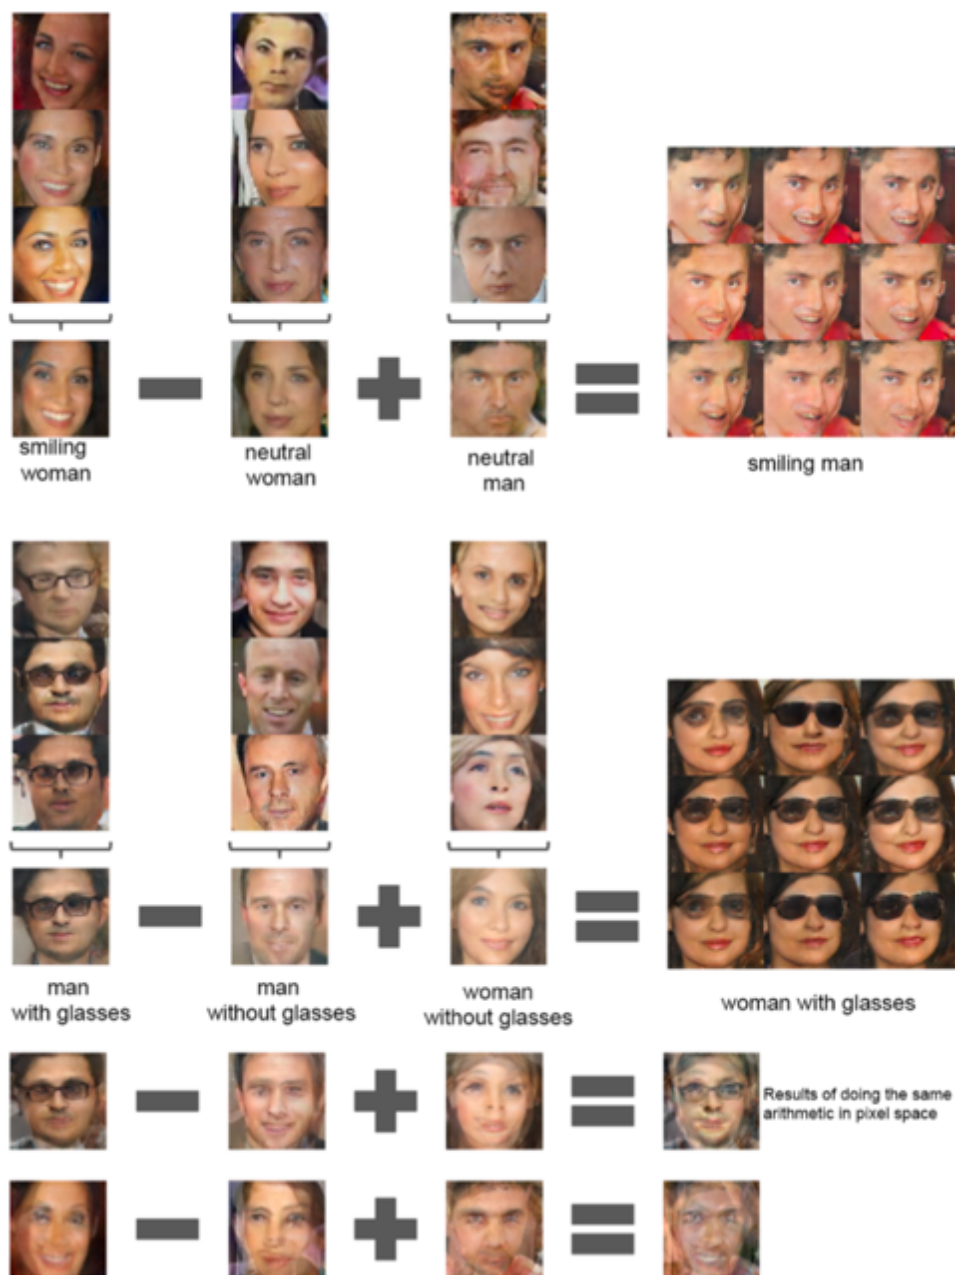 smiling
woman
neutral
woman
neutral
man
smiling man
man
with glasses
man
without glasses
woman
without glasses
woman with glasses
Results of doing the same
arithmetic in pixel space